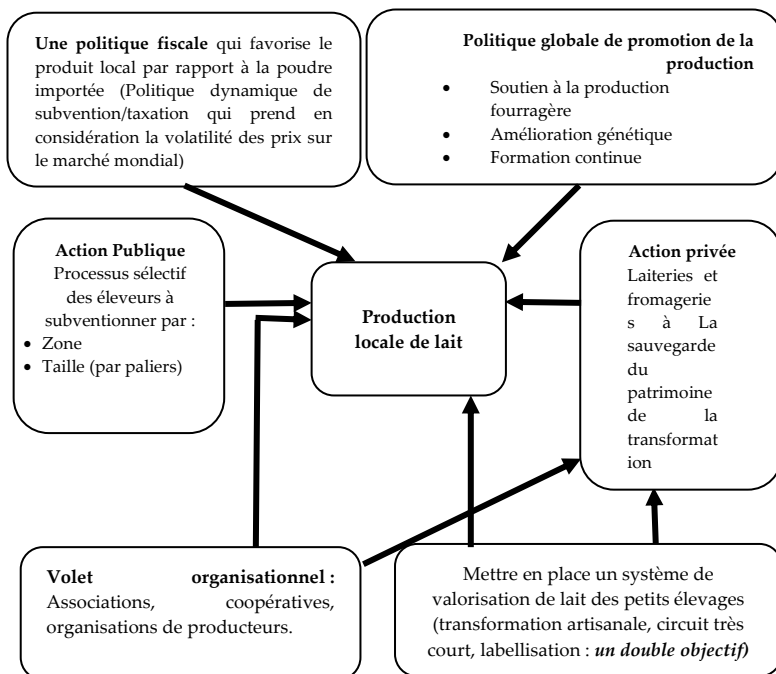 Une politique fiscale qui favorise le
produit local par rapport à la poudre
importée (Politique dynamique de
subvention/taxation qui prend en
considération la volatilité des prix sur
le marché mondial)
Politique globale de promotion de la
production
• Soutien à la production
fourragère
• Amélioration génétique
• Formation continue
Action Publique
Processus sélectif
des éleveurs à
subventionner par :
• Zone
• Taille (par paliers)
Production
locale de lait
Action privée
Laiteries et
fromagerie
s à La
sauvegarde
du
patrimoine
de la
transformat
ion
Volet organisationnel :
Associations, coopératives,
organisations de producteurs.
Mettre en place un système de
valorisation de lait des petits élevages
(transformation artisanale, circuit très
court, labellisation : un double objectif)